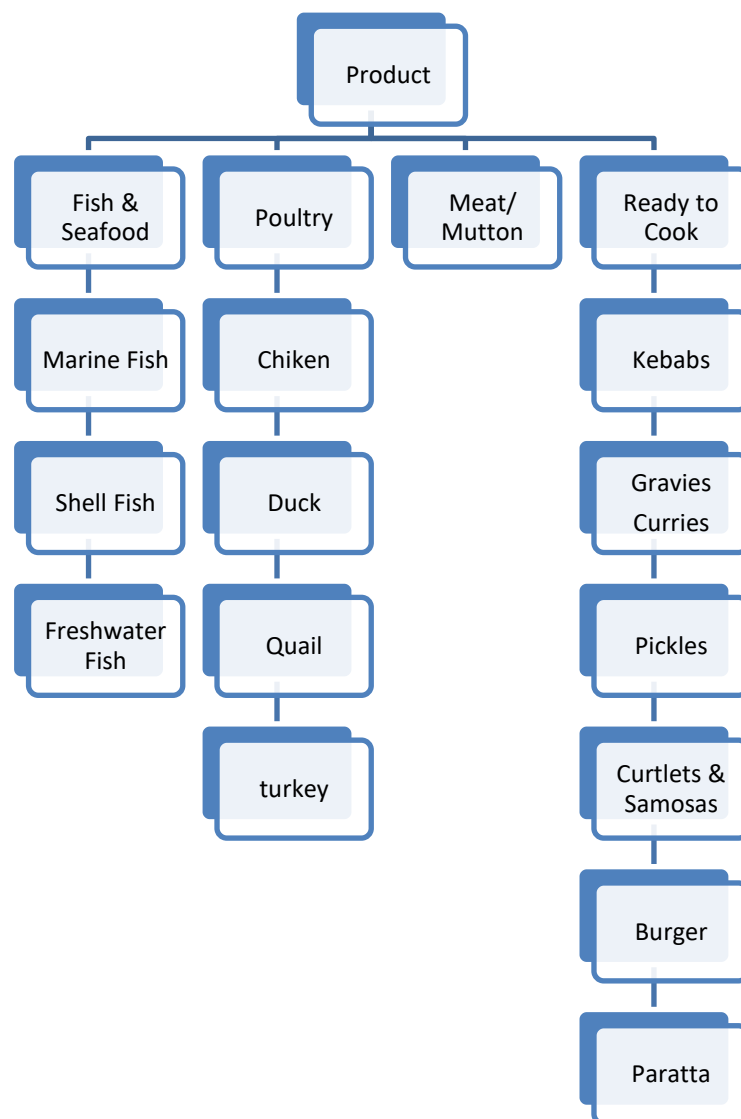 Product
Fish &
Seafood
Poultry
Meat/
Mutton
Ready to
Cook
Marine Fish
Chiken
Kebabs
Shell Fish
Duck
Gravies
Curries
Freshwater
Fish
Quail
Pickles
turkey
Curtlets &
Samosas
Burger
Paratta